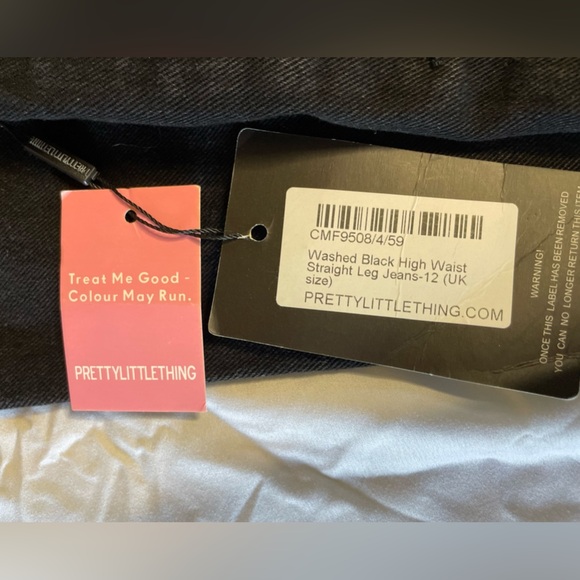 Treat Me Good -
Colour May Run.
PRETTYLITTLETHING
CMF9508/4/59
Washed Black High Waist
Straight Leg Jeans-12 (UK
size)
PRETTYLITTLETHING.COM
WARNING!
ONCE THIS LABEL HAS BEEN REMOVED
YOU CAN NO LONGER RETURN THIS ITEM